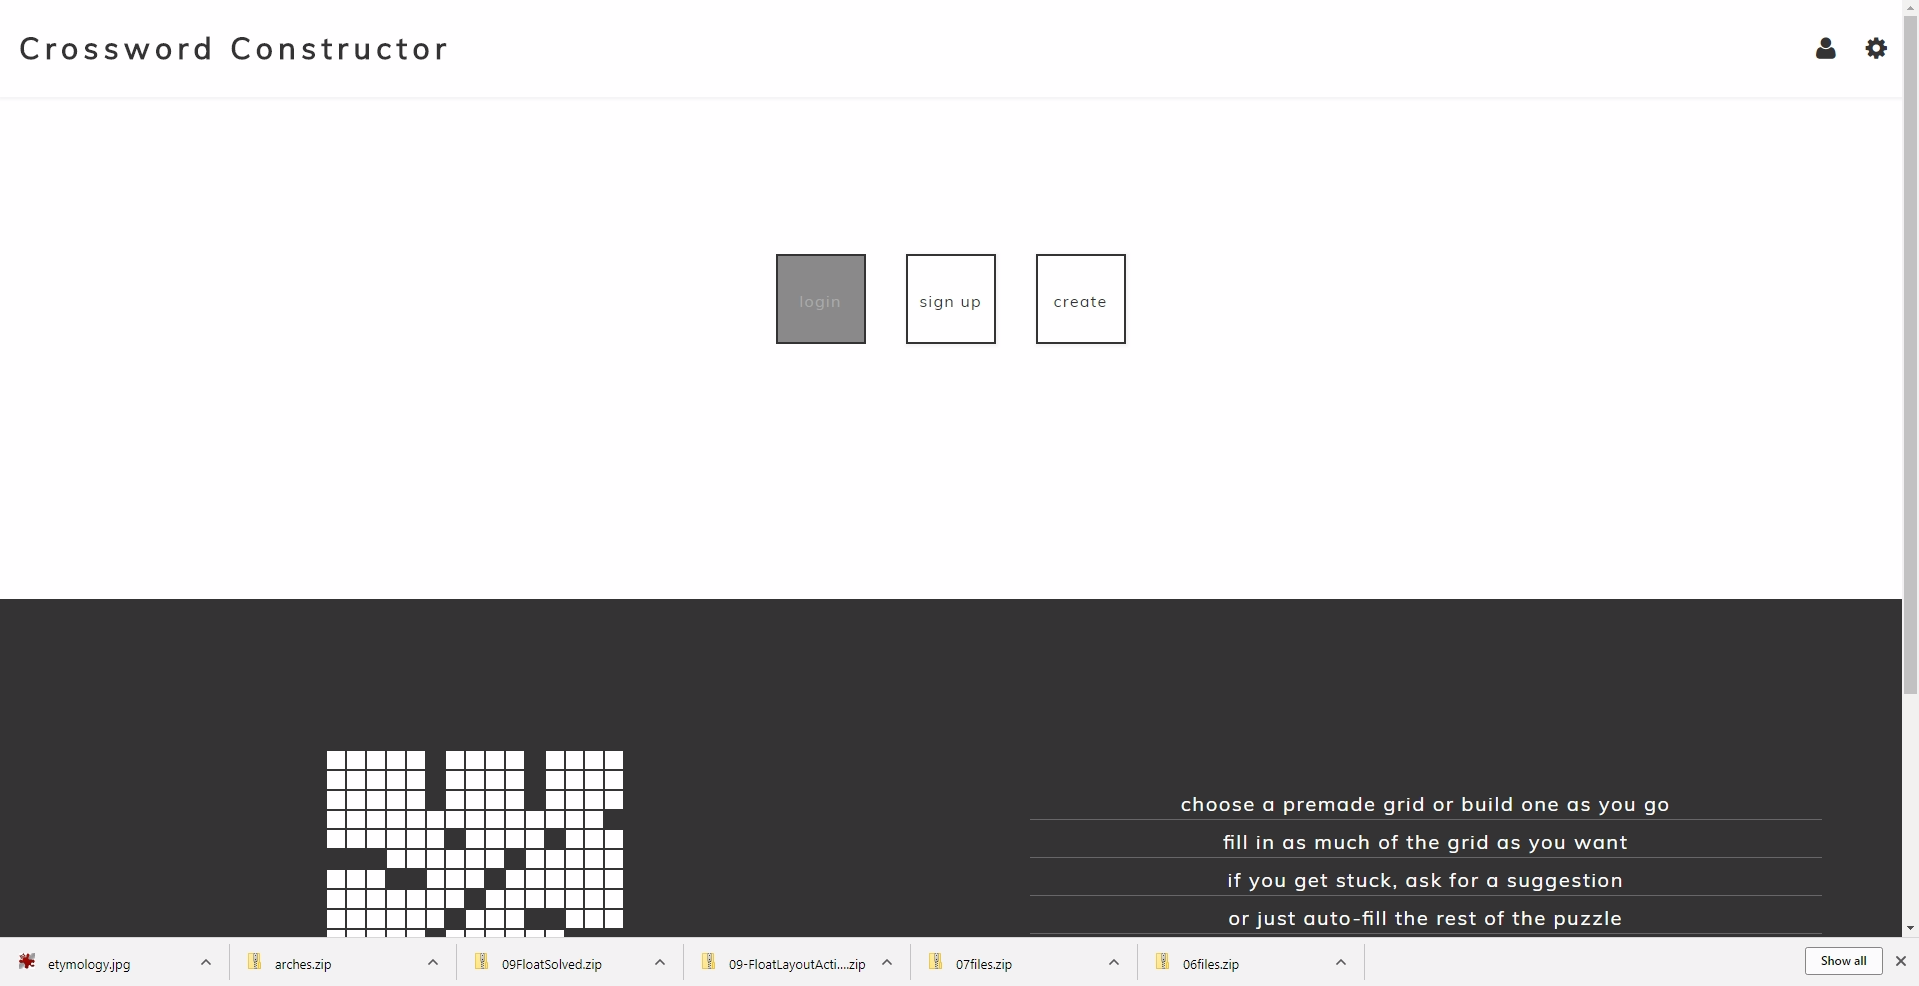 Crossword Constructor
login
sign up
create
choose a premade grid or build one as you go
fill in as much of the grid as you want
if you get stuck, ask for a suggestion
or just auto-fill the rest of the puzzle
etymology.jpg
arches.zip
09FloatSolved.zip
09-FloatLayoutActi....zip
07files.zip
06files.zip
Show all